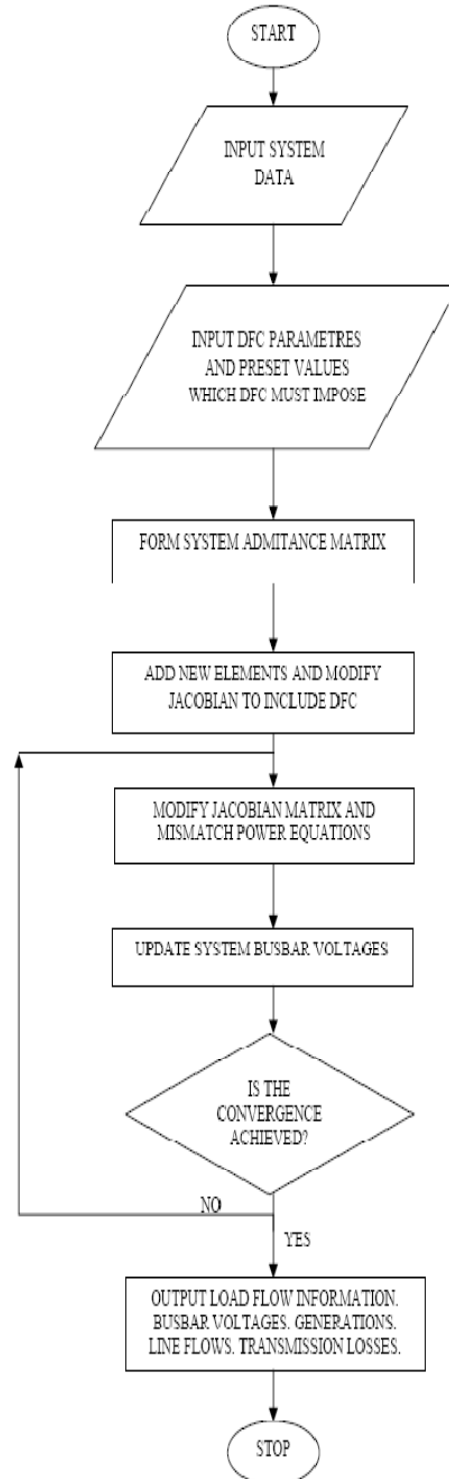 START
INPUT SYSTEM
DATA
INPUT DFC PARAMETRES
AND PRESET VALUES
WHICH DFC MUST IMPOSE
FORM SYSTEM ADMITANCE MATRIX
ADD NEW ELEMENTS AND MODIFY
JACOBIAN TO INCLUDE DFC
MODIFY JACOBIAN MATRIX AND
MISMATCH POWER EQUATIONS
UPDATE SYSTEM BUSBAR VOLTAGES
IS THE
CONVERGENCE
ACHIEVED?
NO
YES
OUTPUT LOAD FLOW INFORMATION.
BUSBAR VOLTAGES. GENERATIONS.
LINE FLOWS. TRANSMISSION LOSSES.
STOP